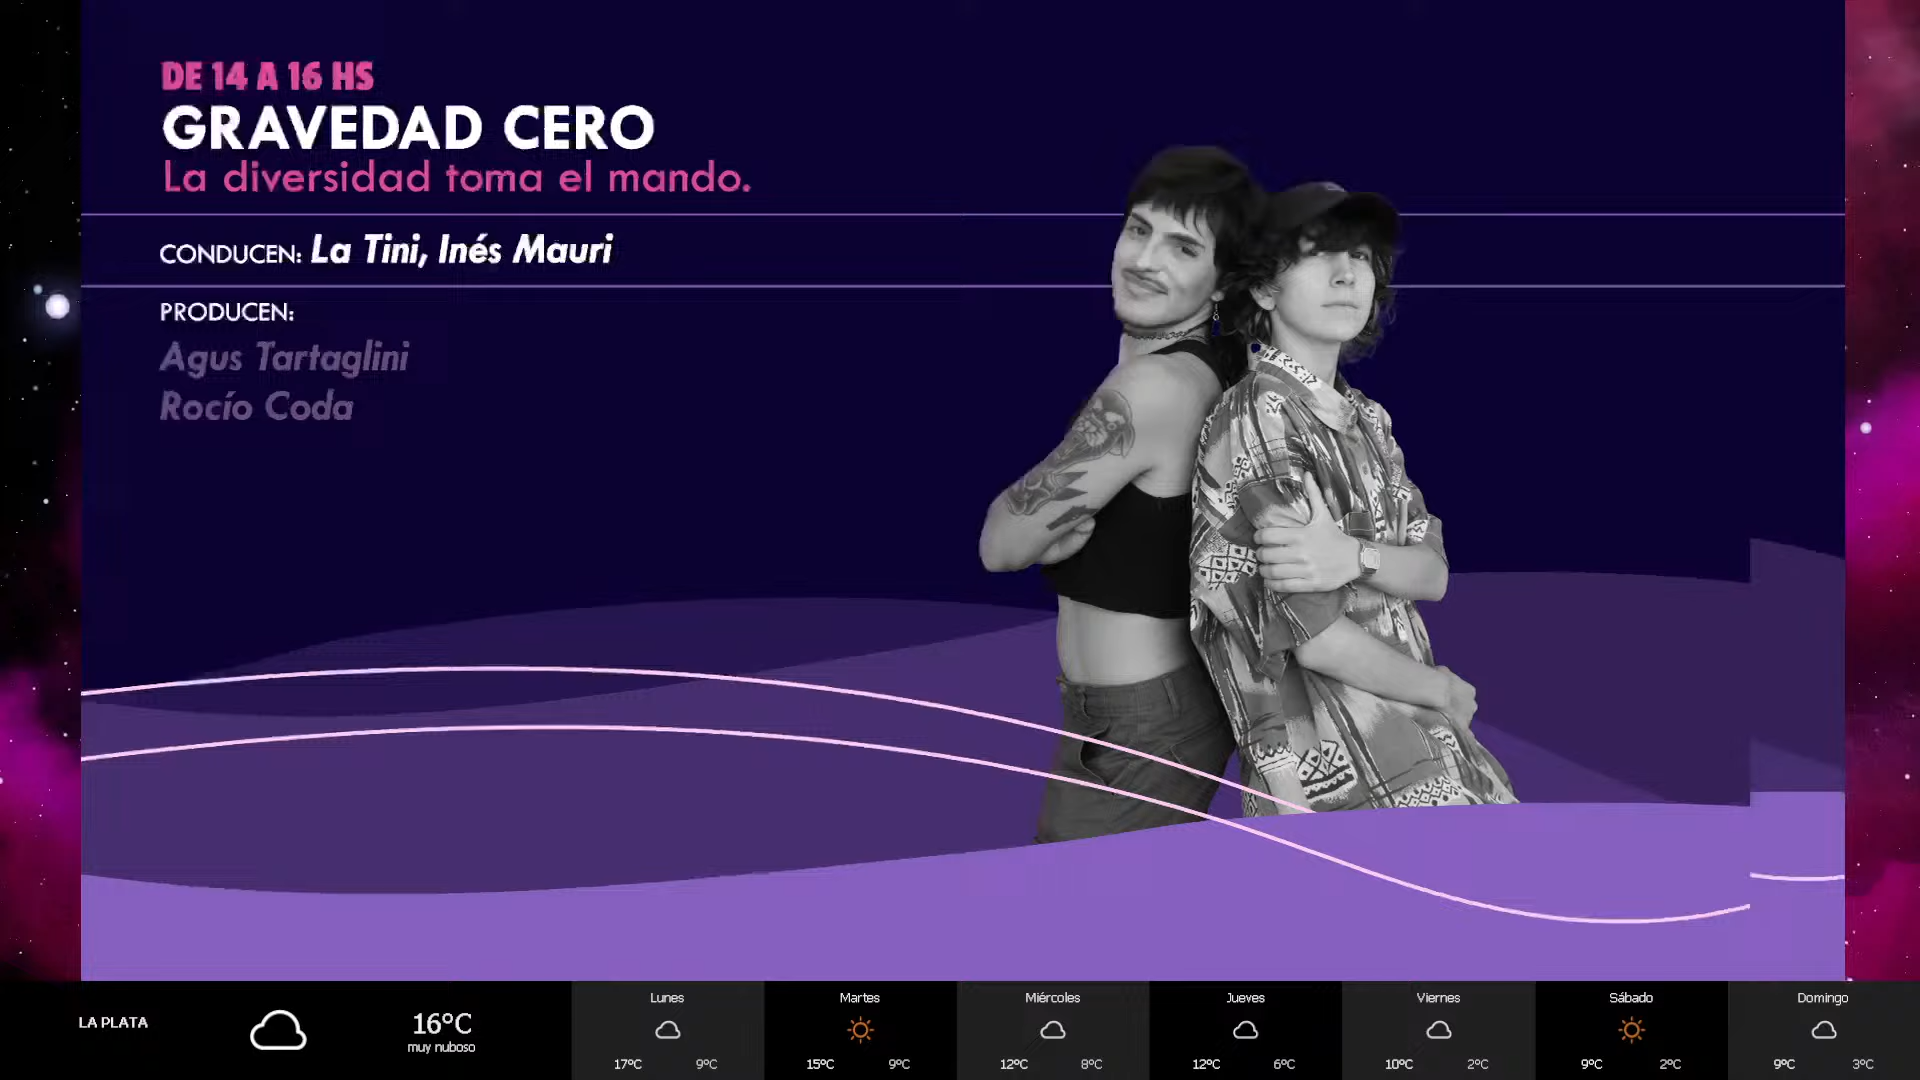 DE 14 A 16 HS
GRAVEDAD CERO
La diversidad toma el mando.
CONDUCEN: La Tini, Inés Mauri
PRODUCEN:
Agus Tartaglini
Rocío Coda
LA PLATA
16°C
muy nuboso
Lunes
17°C 9°C
Martes
15°C 9°C
Miércoles
12°C 8°C
Jueves
12°C 6°C
Viernes
10°C 2°C
Sábado
9°C 2°C
Domingo
9°C 3°C